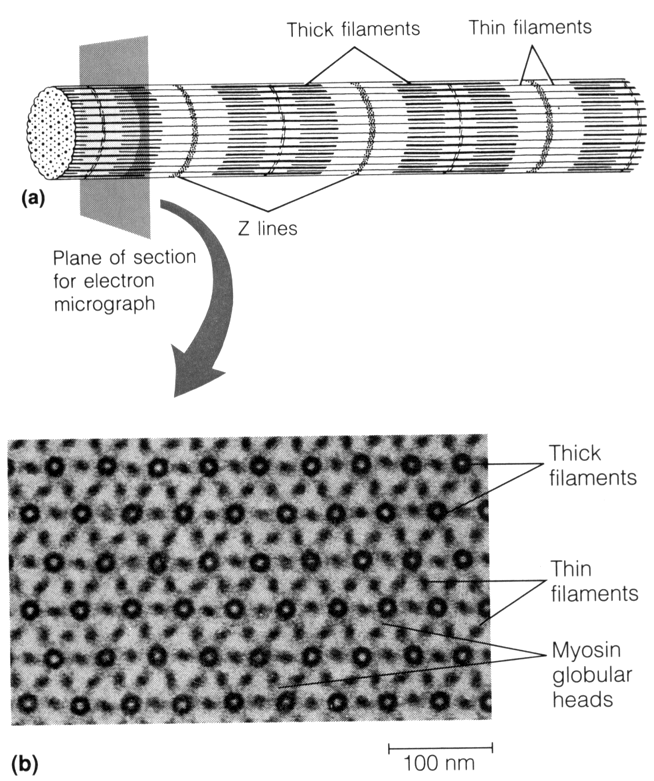 Thick filaments
Thin filaments
(a)
Z lines
Plane of section
for electron
micrograph
Thick
filaments
Thin
filaments
Myosin
globular
heads
(b)
100 nm